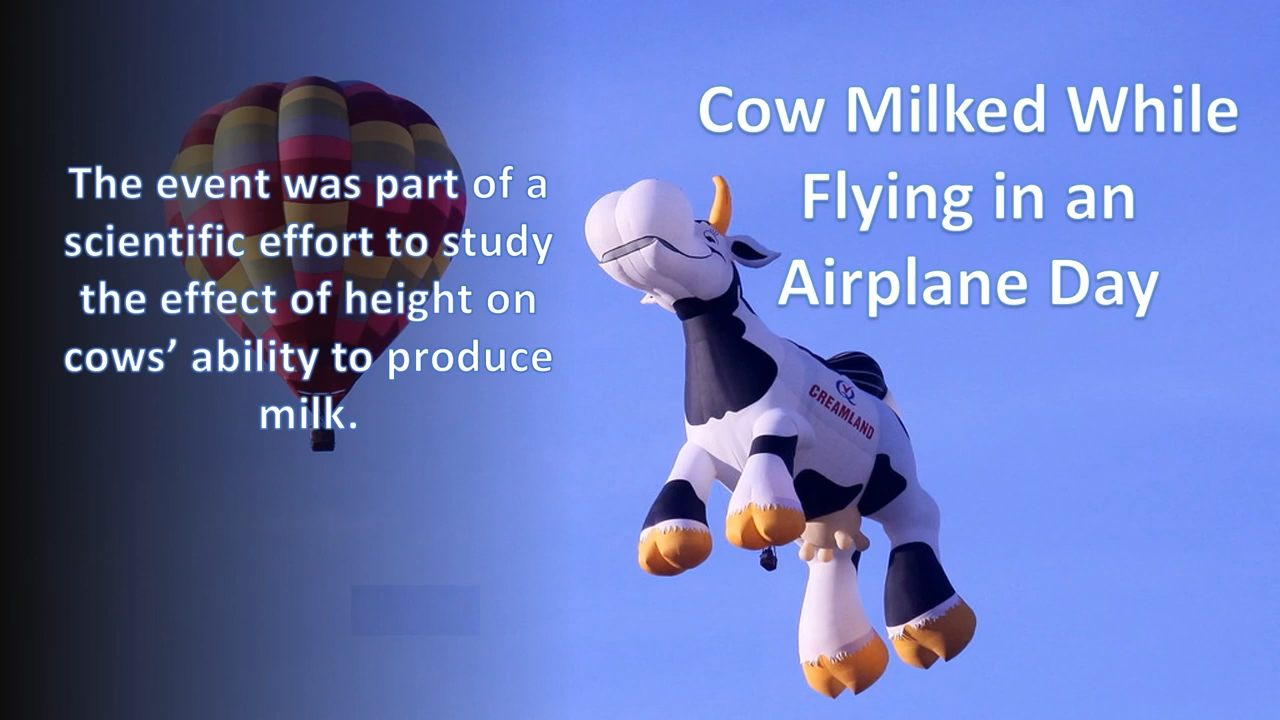 Cow Milked While
Flying in an
Airplane Day
The event was part of a
scientific effort to study
the effect of height on
cows’ ability to produce
milk.
CREAMLAND